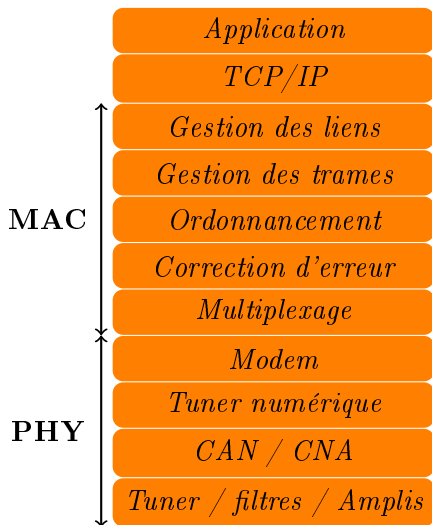 Application
TCP/IP
Gestion des liens
Gestion des trames
MAC
Ordonnancement
Correction d'erreur
Multiplexage
Modem
Tuner numérique
PHY
CAN / CNA
Tuner / filtres / Amplis